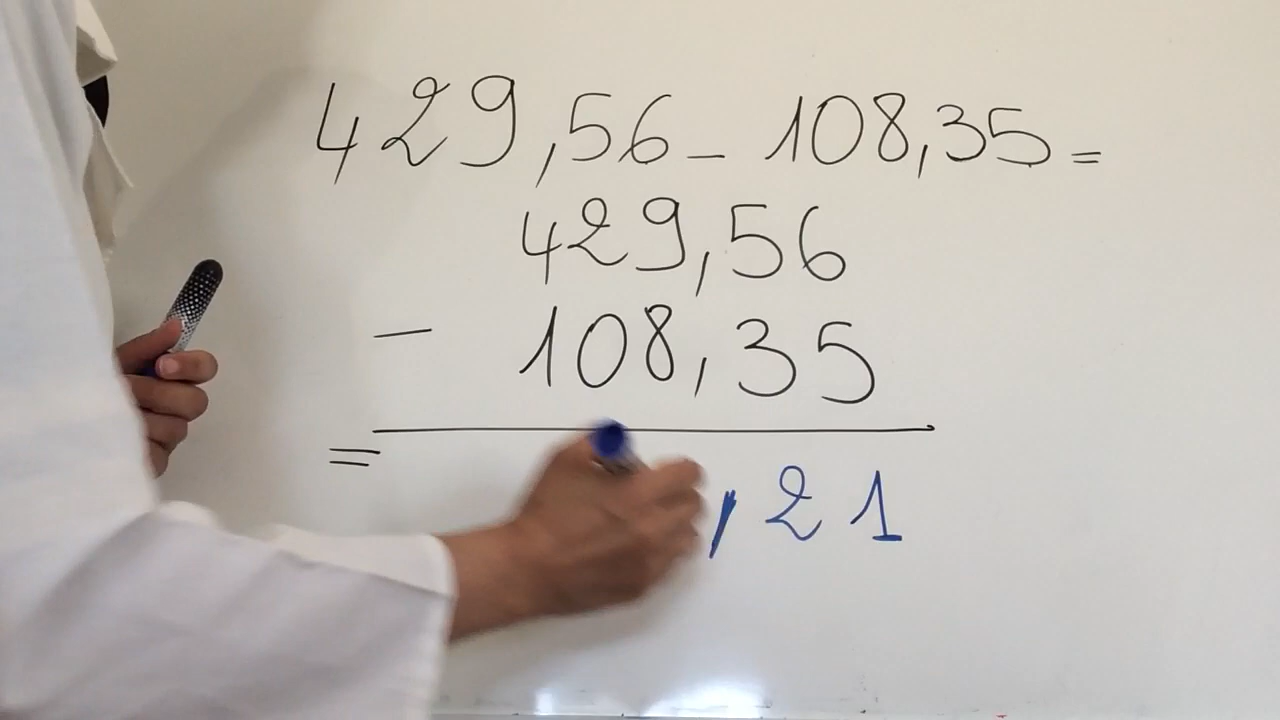 429,56 - 108,35 =
429,56
- 108,35
= ,21